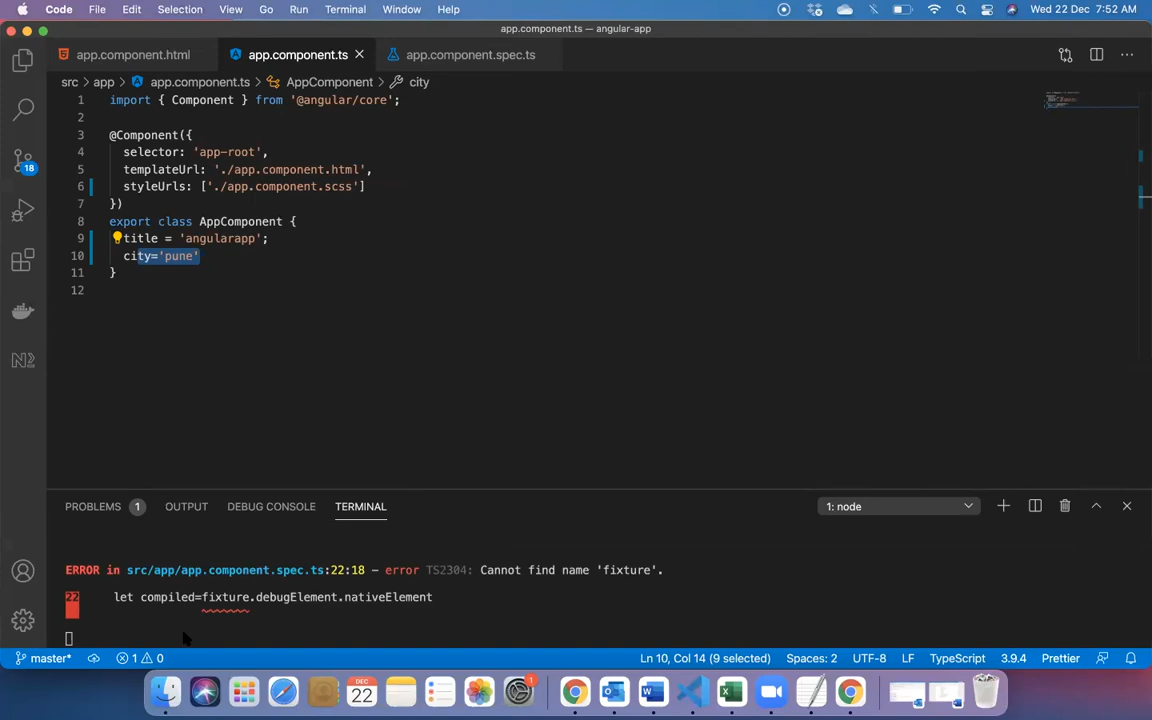 Code File Edit Selection View Go Run Terminal Window Help Wed 22 Dec 7:52 AM
app.component.ts — angular-app
app.component.html app.component.ts app.component.spec.ts
src > app > app.component.ts > AppComponent > city
1 import { Component } from '@angular/core';
2
3 @Component({
4 selector: 'app-root',
5 templateUrl: './app.component.html',
6 styleUrls: ['./app.component.scss']
7 })
8 export class AppComponent {
9 title = 'angularapp';
10 city='pune'
11 }
12
18
PROBLEMS 1 OUTPUT DEBUG CONSOLE TERMINAL 1: node
ERROR in src/app/app.component.spec.ts:22:18 - error TS2304: Cannot find name 'fixture'.
22 let compiled=fixture.debugElement.nativeElement
master* 1 0 Ln 10, Col 14 (9 selected) Spaces: 2 UTF-8 LF TypeScript 3.9.4 Prettier
DEC
22
1